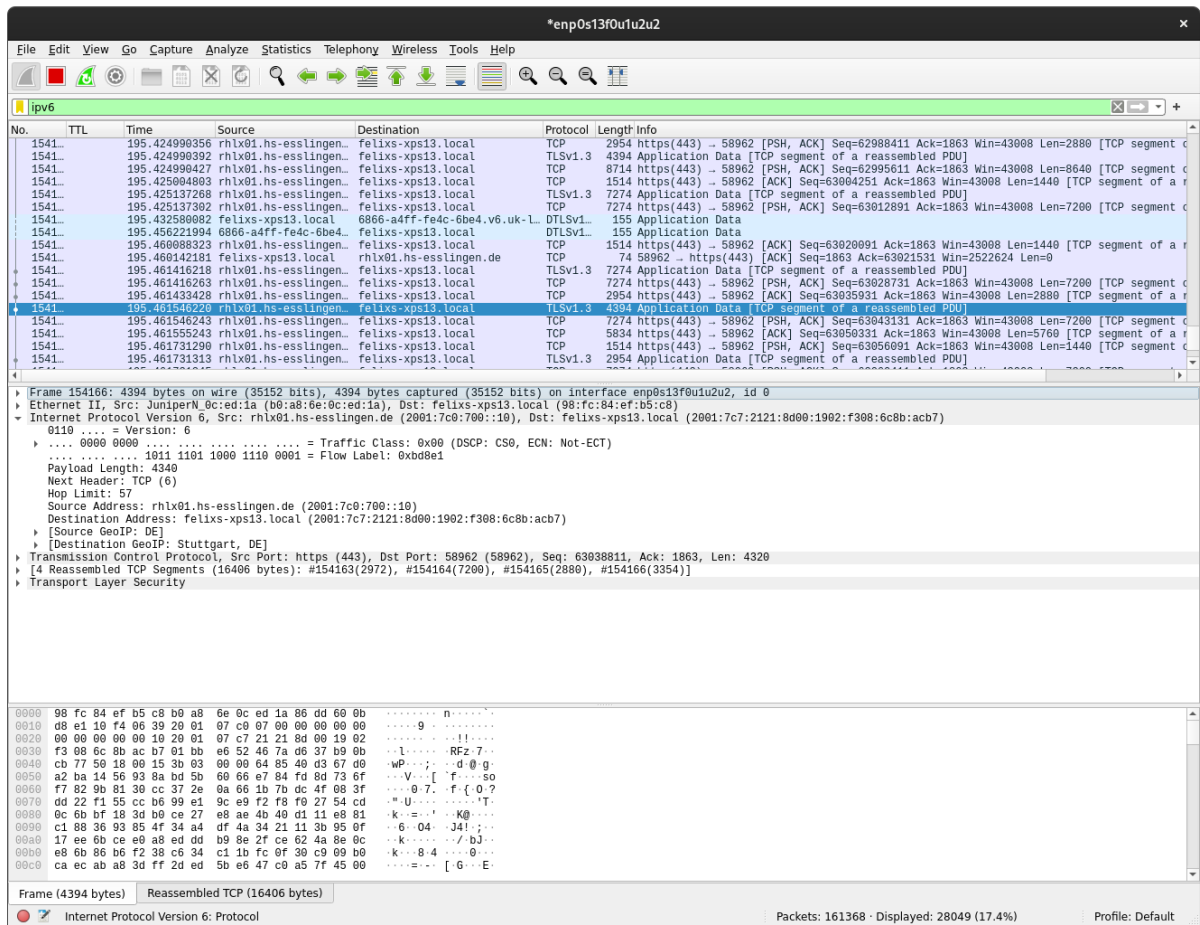 *enp0s13f0u1u2u2
File Edit View Go Capture Analyze Statistics Telephony Wireless Tools Help
ipv6
No. TTL Time Source Destination Protocol Length Info
1541… 195.424990356 rhlx01.hs-esslingen… felixs-xps13.local TCP 2954 https(443) → 58962 [PSH, ACK] Seq=62988411 Ack=1863 Win=43008 Len=2880 [TCP segment o
1541… 195.424990392 rhlx01.hs-esslingen… felixs-xps13.local TLSv1.3 4394 Application Data [TCP segment of a reassembled PDU]
1541… 195.424990427 rhlx01.hs-esslingen… felixs-xps13.local TCP 8714 https(443) → 58962 [PSH, ACK] Seq=62995611 Ack=1863 Win=43008 Len=8640 [TCP segment o
1541… 195.425004803 rhlx01.hs-esslingen… felixs-xps13.local TCP 1514 https(443) → 58962 [ACK] Seq=63004251 Ack=1863 Win=43008 Len=1440 [TCP segment of a r
1541… 195.425137268 rhlx01.hs-esslingen… felixs-xps13.local TLSv1.3 7274 Application Data [TCP segment of a reassembled PDU]
1541… 195.425137302 rhlx01.hs-esslingen… felixs-xps13.local TCP 7274 https(443) → 58962 [PSH, ACK] Seq=63012891 Ack=1863 Win=43008 Len=7200 [TCP segment o
1541… 195.432580082 felixs-xps13.local 6866-a4ff-fe4c-6be4.v6.uk-l… DTLSv1… 155 Application Data
1541… 195.456221994 6866-a4ff-fe4c-6be4… felixs-xps13.local DTLSv1… 155 Application Data
1541… 195.460088323 rhlx01.hs-esslingen… felixs-xps13.local TCP 1514 https(443) → 58962 [ACK] Seq=63020091 Ack=1863 Win=43008 Len=1440 [TCP segment of a r
1541… 195.460142181 felixs-xps13.local rhlx01.hs-esslingen.de TCP 74 58962 → https(443) [ACK] Seq=1863 Ack=63021531 Win=2522624 Len=0
1541… 195.461416218 rhlx01.hs-esslingen… felixs-xps13.local TLSv1.3 7274 Application Data [TCP segment of a reassembled PDU]
1541… 195.461416263 rhlx01.hs-esslingen… felixs-xps13.local TCP 7274 https(443) → 58962 [PSH, ACK] Seq=63028731 Ack=1863 Win=43008 Len=7200 [TCP segment o
1541… 195.461433428 rhlx01.hs-esslingen… felixs-xps13.local TCP 2954 https(443) → 58962 [ACK] Seq=63035931 Ack=1863 Win=43008 Len=2880 [TCP segment of a r
1541… 195.461546220 rhlx01.hs-esslingen… felixs-xps13.local TLSv1.3 4394 Application Data [TCP segment of a reassembled PDU]
1541… 195.461546243 rhlx01.hs-esslingen… felixs-xps13.local TCP 7274 https(443) → 58962 [PSH, ACK] Seq=63043131 Ack=1863 Win=43008 Len=7200 [TCP segment o
1541… 195.461555243 rhlx01.hs-esslingen… felixs-xps13.local TCP 5834 https(443) → 58962 [PSH, ACK] Seq=63050331 Ack=1863 Win=43008 Len=5760 [TCP segment o
1541… 195.461731290 rhlx01.hs-esslingen… felixs-xps13.local TCP 1514 https(443) → 58962 [PSH, ACK] Seq=63056091 Ack=1863 Win=43008 Len=1440 [TCP segment o
1541… 195.461731313 rhlx01.hs-esslingen… felixs-xps13.local TLSv1.3 2954 Application Data [TCP segment of a reassembled PDU]
Frame 154166: 4394 bytes on wire (35152 bits), 4394 bytes captured (35152 bits) on interface enp0s13f0u1u2u2, id 0
Ethernet II, Src: JuniperN_0c:ed:1a (b0:a8:6e:0c:ed:1a), Dst: felixs-xps13.local (98:fc:84:ef:b5:c8)
Internet Protocol Version 6, Src: rhlx01.hs-esslingen.de (2001:7c0:700::10), Dst: felixs-xps13.local (2001:7c7:2121:8d00:1902:f308:6c8b:acb7)
0110 .... = Version: 6
.... 0000 0000 .... .... .... .... .... = Traffic Class: 0x00 (DSCP: CS0, ECN: Not-ECT)
.... .... .... 1011 1101 1000 1110 0001 = Flow Label: 0xbd8e1
Payload Length: 4340
Next Header: TCP (6)
Hop Limit: 57
Source Address: rhlx01.hs-esslingen.de (2001:7c0:700::10)
Destination Address: felixs-xps13.local (2001:7c7:2121:8d00:1902:f308:6c8b:acb7)
[Source GeoIP: DE]
[Destination GeoIP: Stuttgart, DE]
Transmission Control Protocol, Src Port: https (443), Dst Port: 58962 (58962), Seq: 63038811, Ack: 1863, Len: 4320
[4 Reassembled TCP Segments (16406 bytes): #154163(2972), #154164(7200), #154165(2880), #154166(3354)]
Transport Layer Security
0000 98 fc 84 ef b5 c8 b0 a8 6e 0c ed 1a 86 dd 60 0b ········ n·····`·
0010 d8 e1 10 f4 06 39 20 01 07 c0 07 00 00 00 00 00 ·····9 · ········
0020 00 00 00 00 00 10 20 01 07 c7 21 21 8d 00 19 02 ······ · ··!!····
0030 f3 08 6c 8b ac b7 01 bb e6 52 46 7a d6 37 b9 0b ··l····· ·RFz·7··
0040 cb 77 50 18 00 15 3b 03 00 00 64 85 40 d3 67 d0 ·wP···;· ··d·@·g·
0050 a2 ba 14 56 93 8a bd 5b 60 66 e7 84 fd 8d 73 6f ···V···[ `f····so
0060 f7 82 9b 81 30 cc 37 2e 0a 66 1b 7b dc 4f 08 3f ····0·7. ·f·{·O·?
0070 dd 22 f1 55 cc b6 99 e1 9c e9 f2 f8 f0 27 54 cd ·"·U···· ·····'T·
0080 0c 6b bf 18 3d b0 ce 27 e8 ae 4b 40 d1 11 e8 81 ·k··=··' ··K@····
0090 c1 88 36 93 85 4f 34 a4 df 4a 34 21 11 3b 95 0f ··6··O4· ·J4!·;··
00a0 17 ee 6b ce e0 a8 ed dd b9 8e 2f ce 62 4a 8e 0c ··k····· ··/·bJ··
00b0 e8 6b 86 b6 f2 38 c6 34 c1 1b fc 0f 30 c9 09 b0 ·k···8·4 ····0···
00c0 ca ec ab a8 3d ff 2d ed 5b e6 47 c0 a5 7f 45 00 ····=·-· [·G···E·
Frame (4394 bytes) Reassembled TCP (16406 bytes)
Internet Protocol Version 6: Protocol Packets: 161368 · Displayed: 28049 (17.4%) Profile: Default